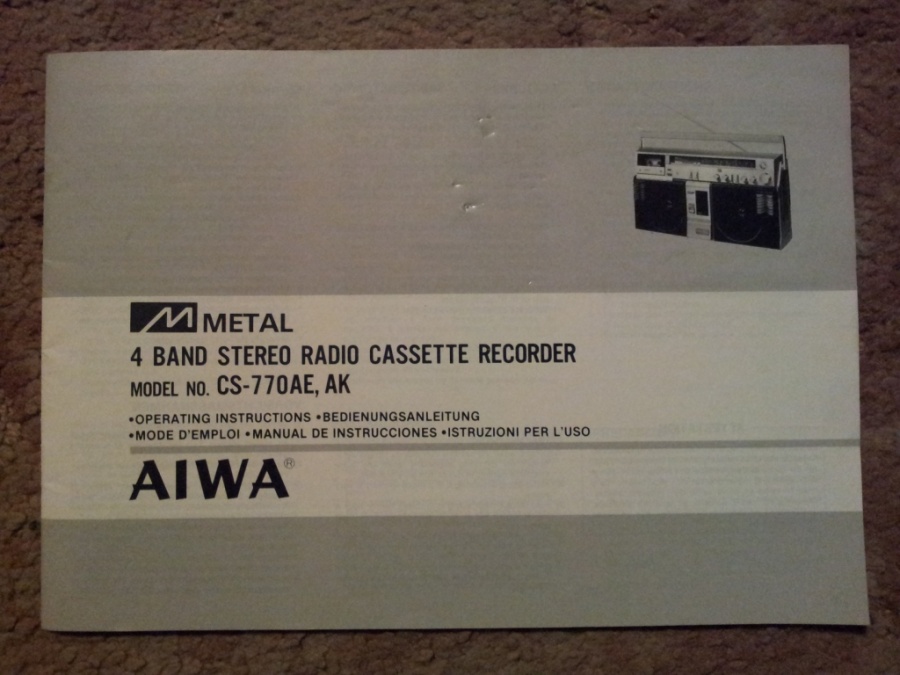 METAL
4 BAND STEREO RADIO CASSETTE RECORDER
MODEL NO. CS-770AE, AK
•OPERATING INSTRUCTIONS •BEDIENUNGSANLEITUNG
•MODE D'EMPLOI •MANUAL DE INSTRUCCIONES •ISTRUZIONI PER L'USO
AIWA®